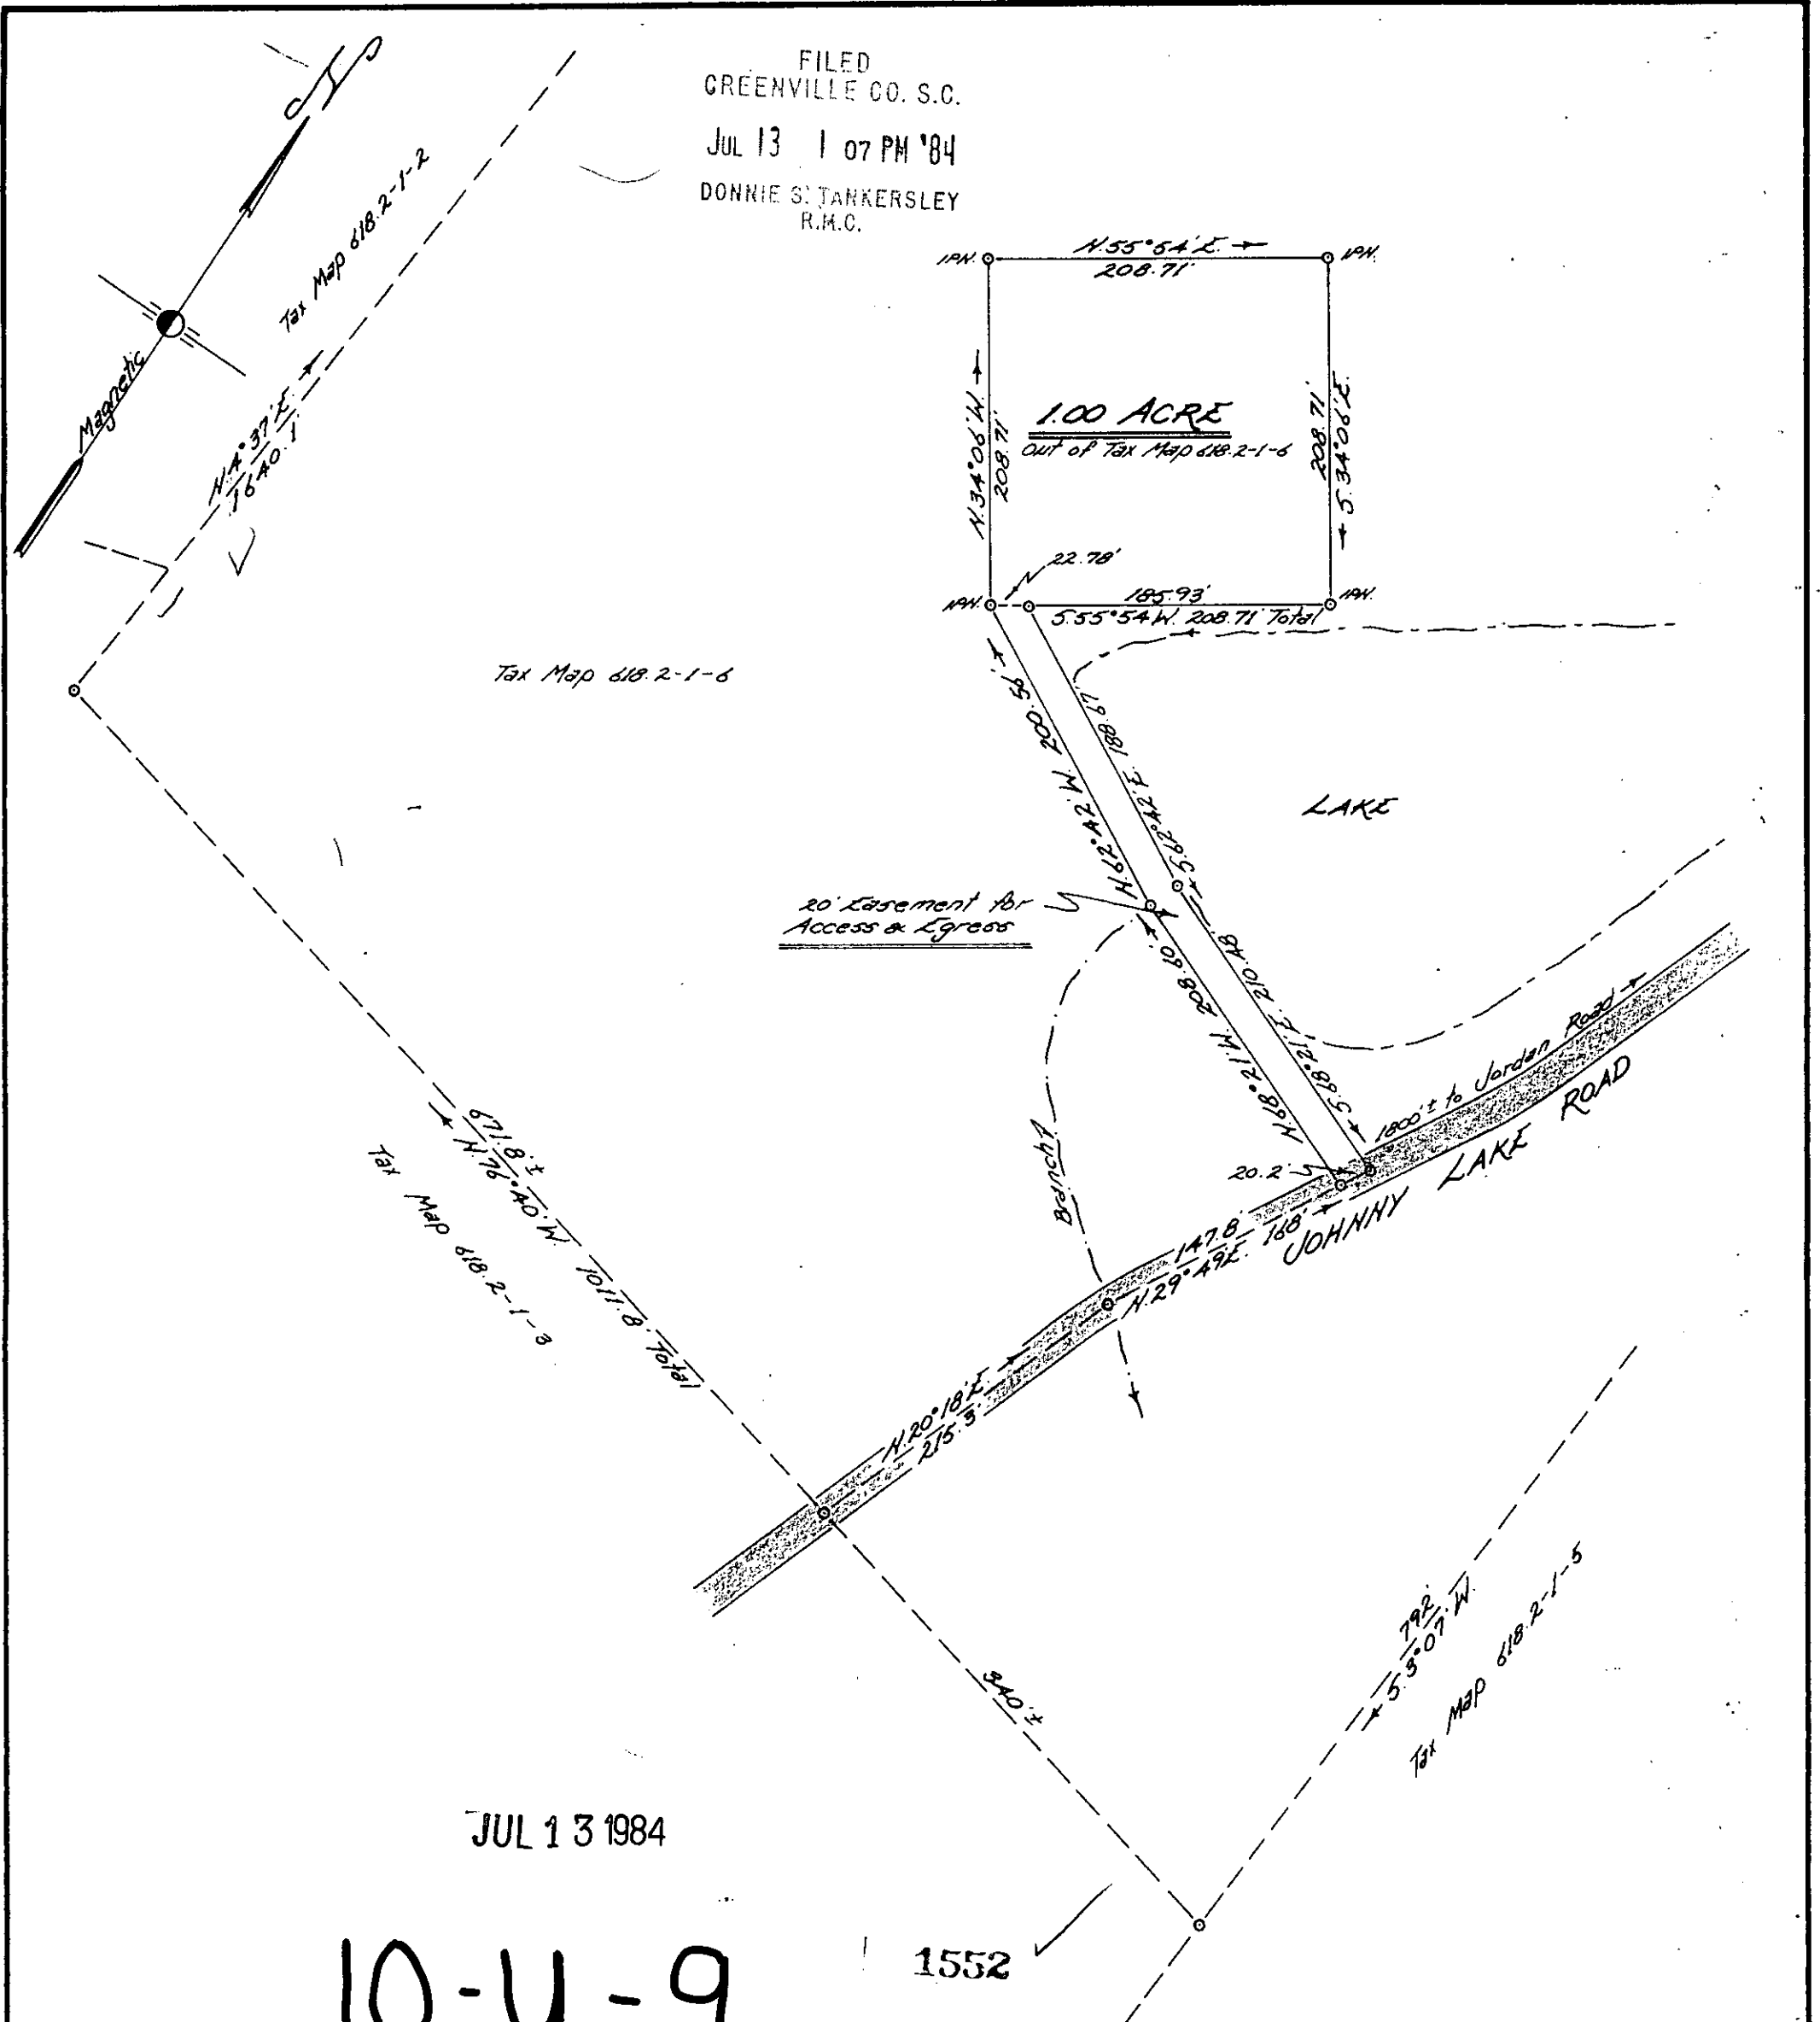 FILED
GREENVILLE CO. S.C.
JUL 13 1 07 PM '84
DONNIE S. TANKERSLEY
R.M.C.
Magnetic
Tax Map 618.2-1-2
N.4°37'E.
1640.1'
IPN.
N.55°54'E.
208.71'
IPN.
N.34°06'W.
208.71'
1.00 ACRE
Out of Tax Map 618.2-1-6
208.71'
S.34°06'E.
22.78'
IPN.
185.93'
IPN.
S.55°54'W. 208.71' Total
Tax Map 618.2-1-6
N.62°42'W. 200.56'
S.62°42'E. 188.67'
LAKE
20' Easement for
Access & Egress
N.68°21'W. 208.60'
S.68°21'E. 210.48'
Branch
1800'± to Jordan Road
20.2'
JOHNNY LAKE ROAD
147.8'
N.29°49'E. 168'
671.8'±
N.76°40'W. 1011.8' Total
Tax Map 618.2-1-3
N.20°18'E.
215.3'
340'±
792'
S.3°07'W.
Tax Map 618.2-1-5
JUL 13 1984
1552
10-U-9